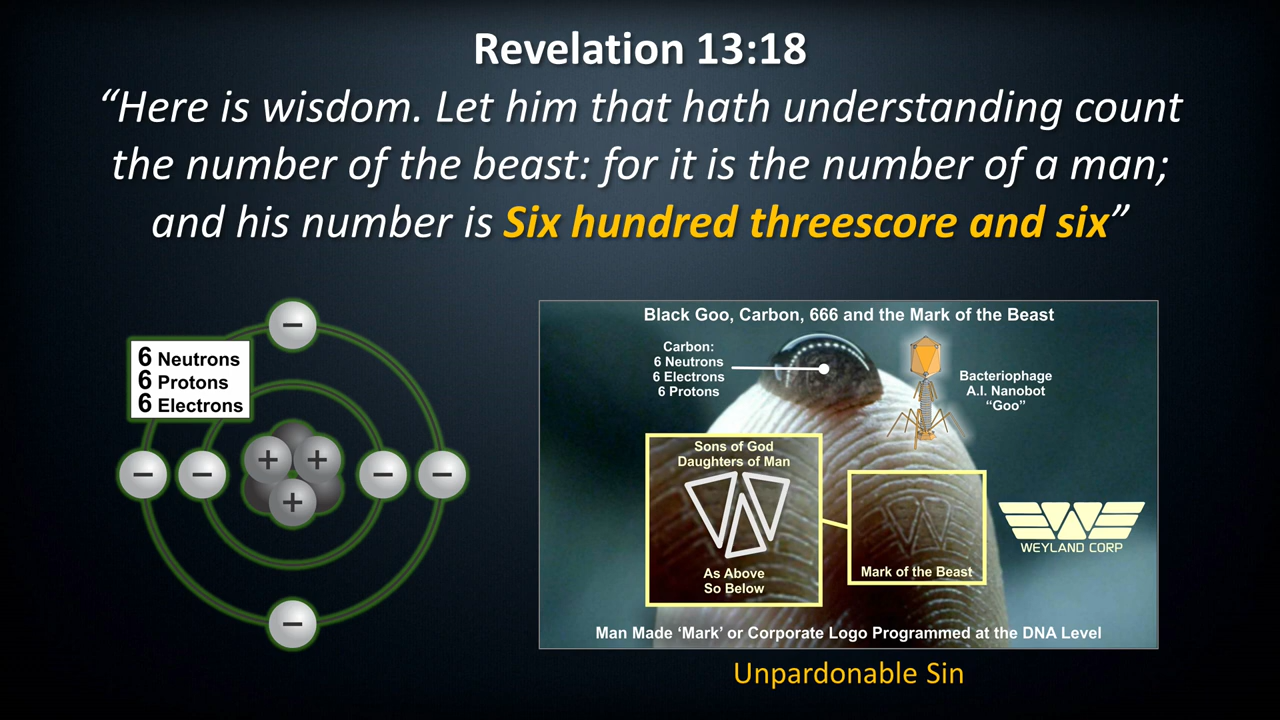 Revelation 13:18
“Here is wisdom. Let him that hath understanding count
the number of the beast: for it is the number of a man;
and his number is Six hundred threescore and six”
6 Neutrons
6 Protons
6 Electrons
Black Goo, Carbon, 666 and the Mark of the Beast
Carbon:
6 Neutrons
6 Electrons
6 Protons
Bacteriophage
A.I. Nanobot
“Goo”
Sons of God
Daughters of Man
As Above
So Below
Mark of the Beast
WEYLAND CORP
Man Made ‘Mark’ or Corporate Logo Programmed at the DNA Level
Unpardonable Sin